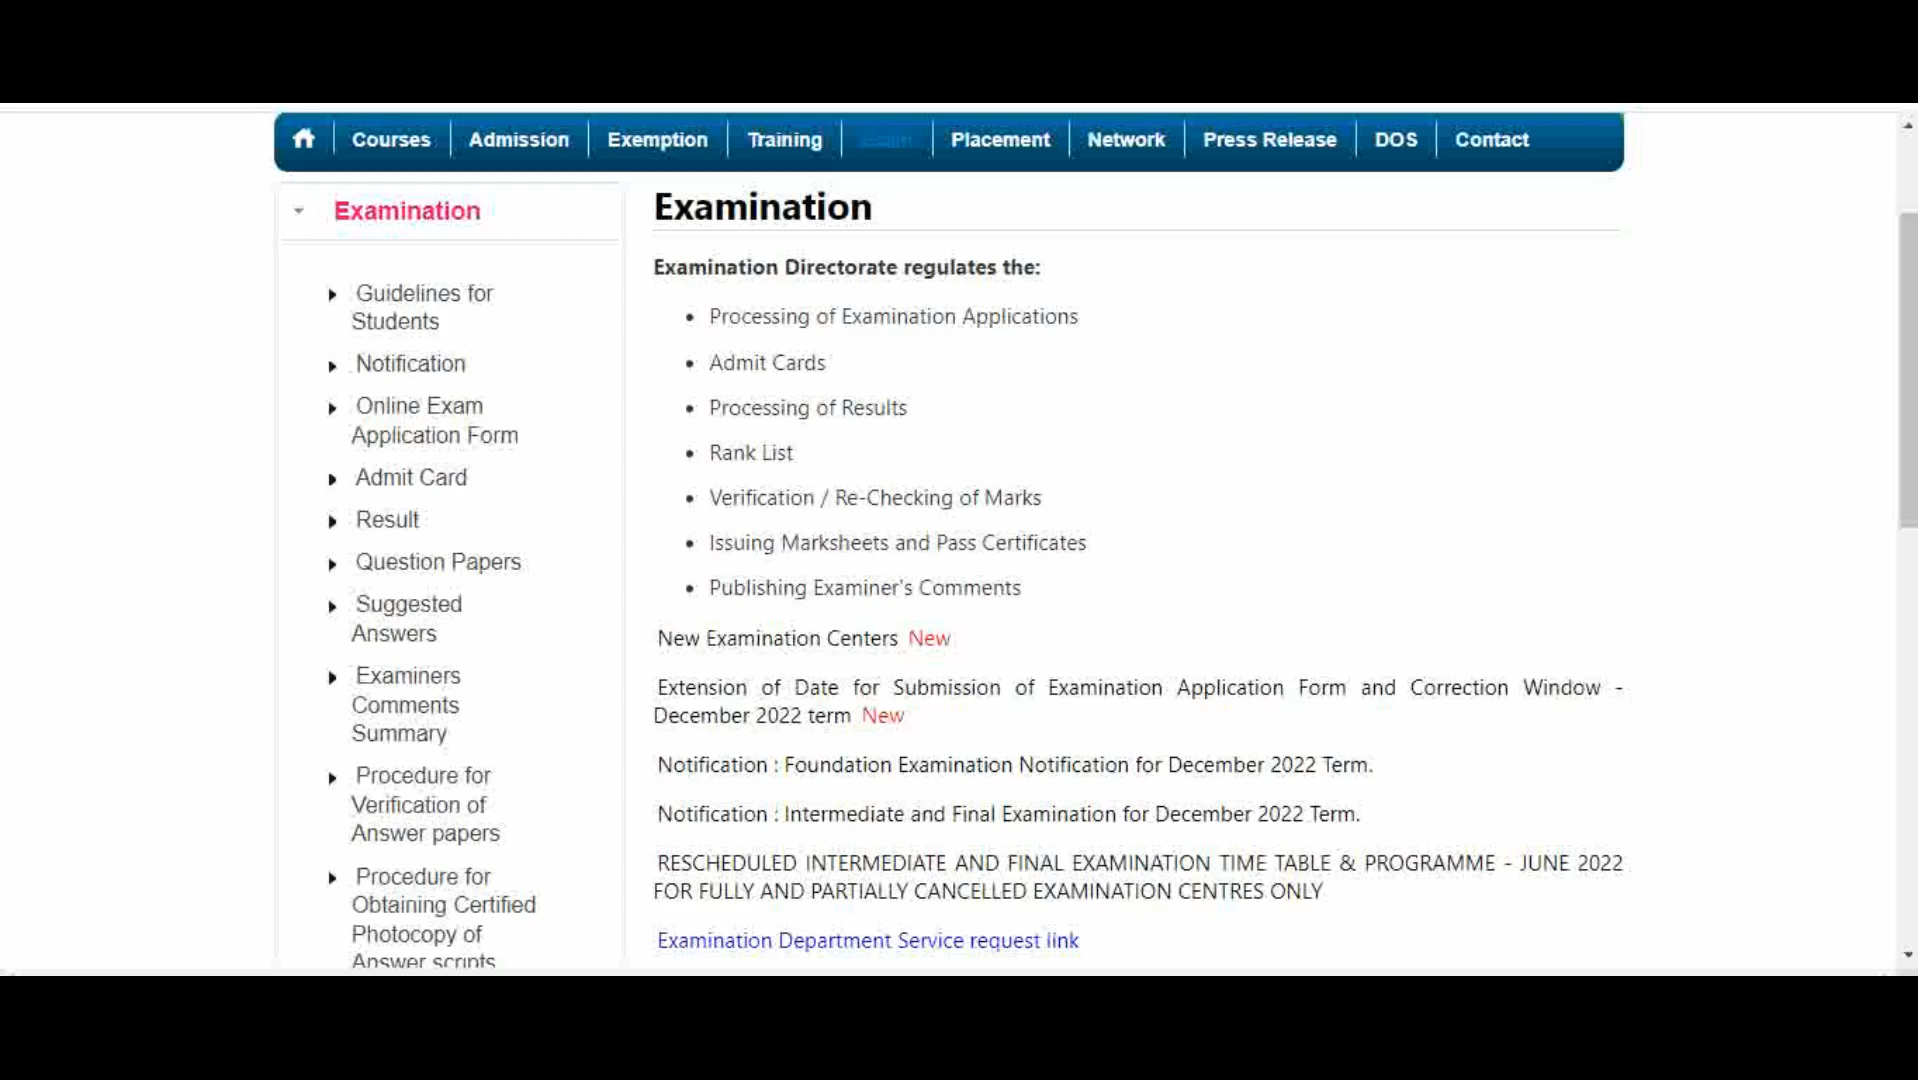 Courses Admission Exemption Training Exam Placement Network Press Release DOS Contact
Examination
Guidelines for
Students
Notification
Online Exam
Application Form
Admit Card
Result
Question Papers
Suggested
Answers
Examiners
Comments
Summary
Procedure for
Verification of
Answer papers
Procedure for
Obtaining Certified
Photocopy of
Answer scripts
Examination
Examination Directorate regulates the:
Processing of Examination Applications
Admit Cards
Processing of Results
Rank List
Verification / Re-Checking of Marks
Issuing Marksheets and Pass Certificates
Publishing Examiner's Comments
New Examination Centers New
Extension of Date for Submission of Examination Application Form and Correction Window -
December 2022 term New
Notification : Foundation Examination Notification for December 2022 Term.
Notification : Intermediate and Final Examination for December 2022 Term.
RESCHEDULED INTERMEDIATE AND FINAL EXAMINATION TIME TABLE & PROGRAMME - JUNE 2022
FOR FULLY AND PARTIALLY CANCELLED EXAMINATION CENTRES ONLY
Examination Department Service request link